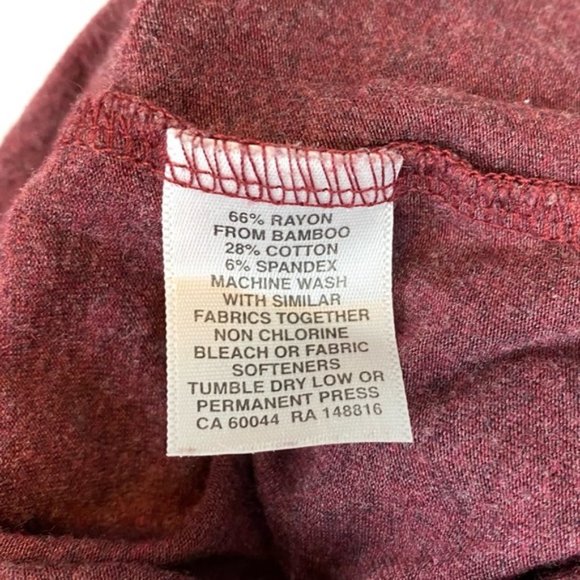 66% RAYON
FROM BAMBOO
28% COTTON
6% SPANDEX
MACHINE WASH
WITH SIMILAR
FABRICS TOGETHER
NON CHLORINE
BLEACH OR FABRIC
SOFTENERS
TUMBLE DRY LOW OR
PERMANENT PRESS
CA 60044 RA 148816